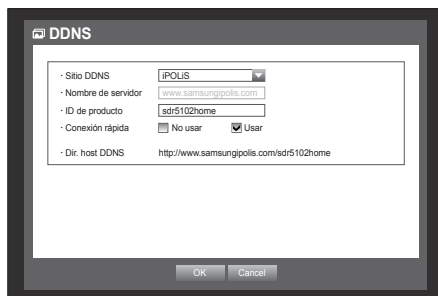 DDNS
· Sitio DDNS iPOLiS
· Nombre de servidor www.samsungipolis.com
· ID de producto sdr5102home
· Conexión rápida No usar Usar
· Dir. host DDNS http://www.samsungipolis.com/sdr5102home
OK Cancel